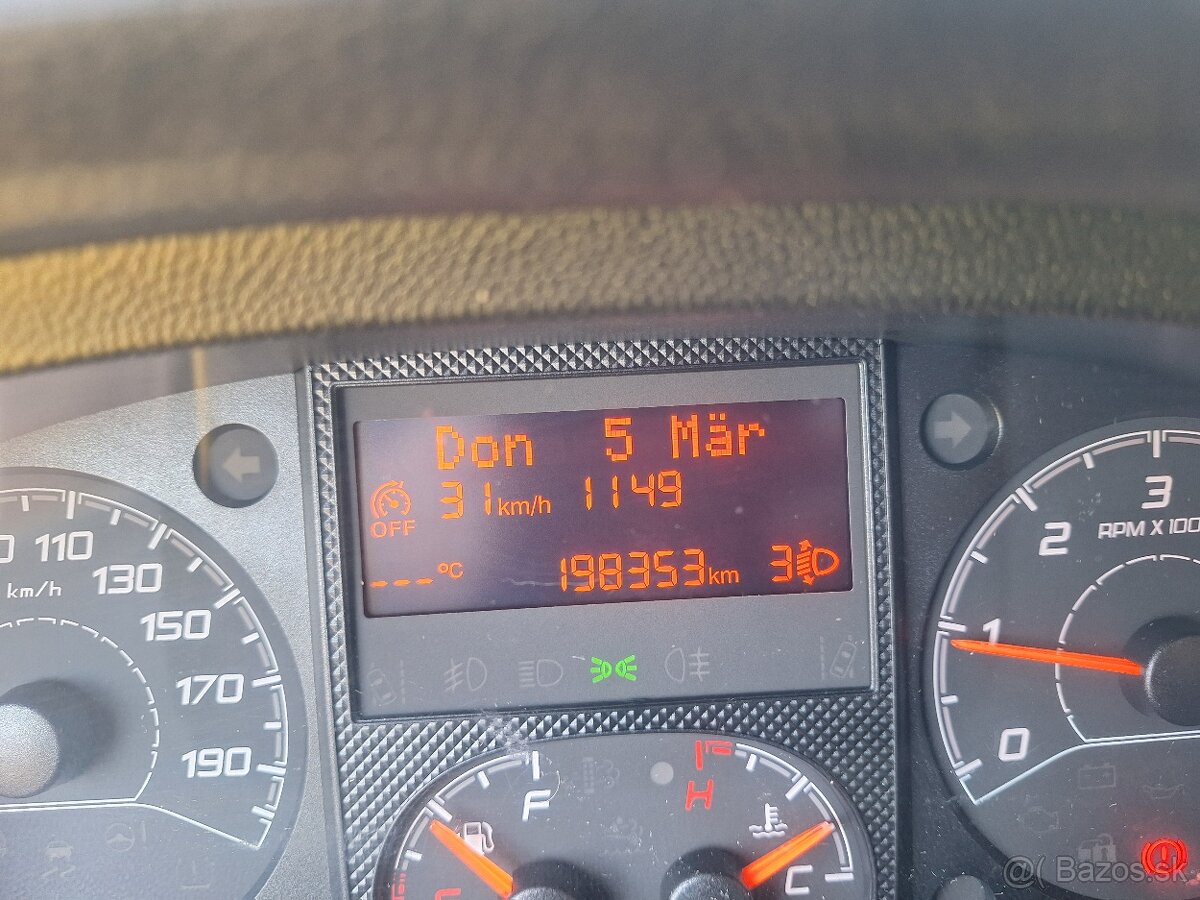 Don 5 Mär
OFF 31 km/h 1149
--- °C 198353 km 3
110
130
150
170
190
km/h
0
1
2
3
RPM X 100
F
H
C
@( Bazos.sk